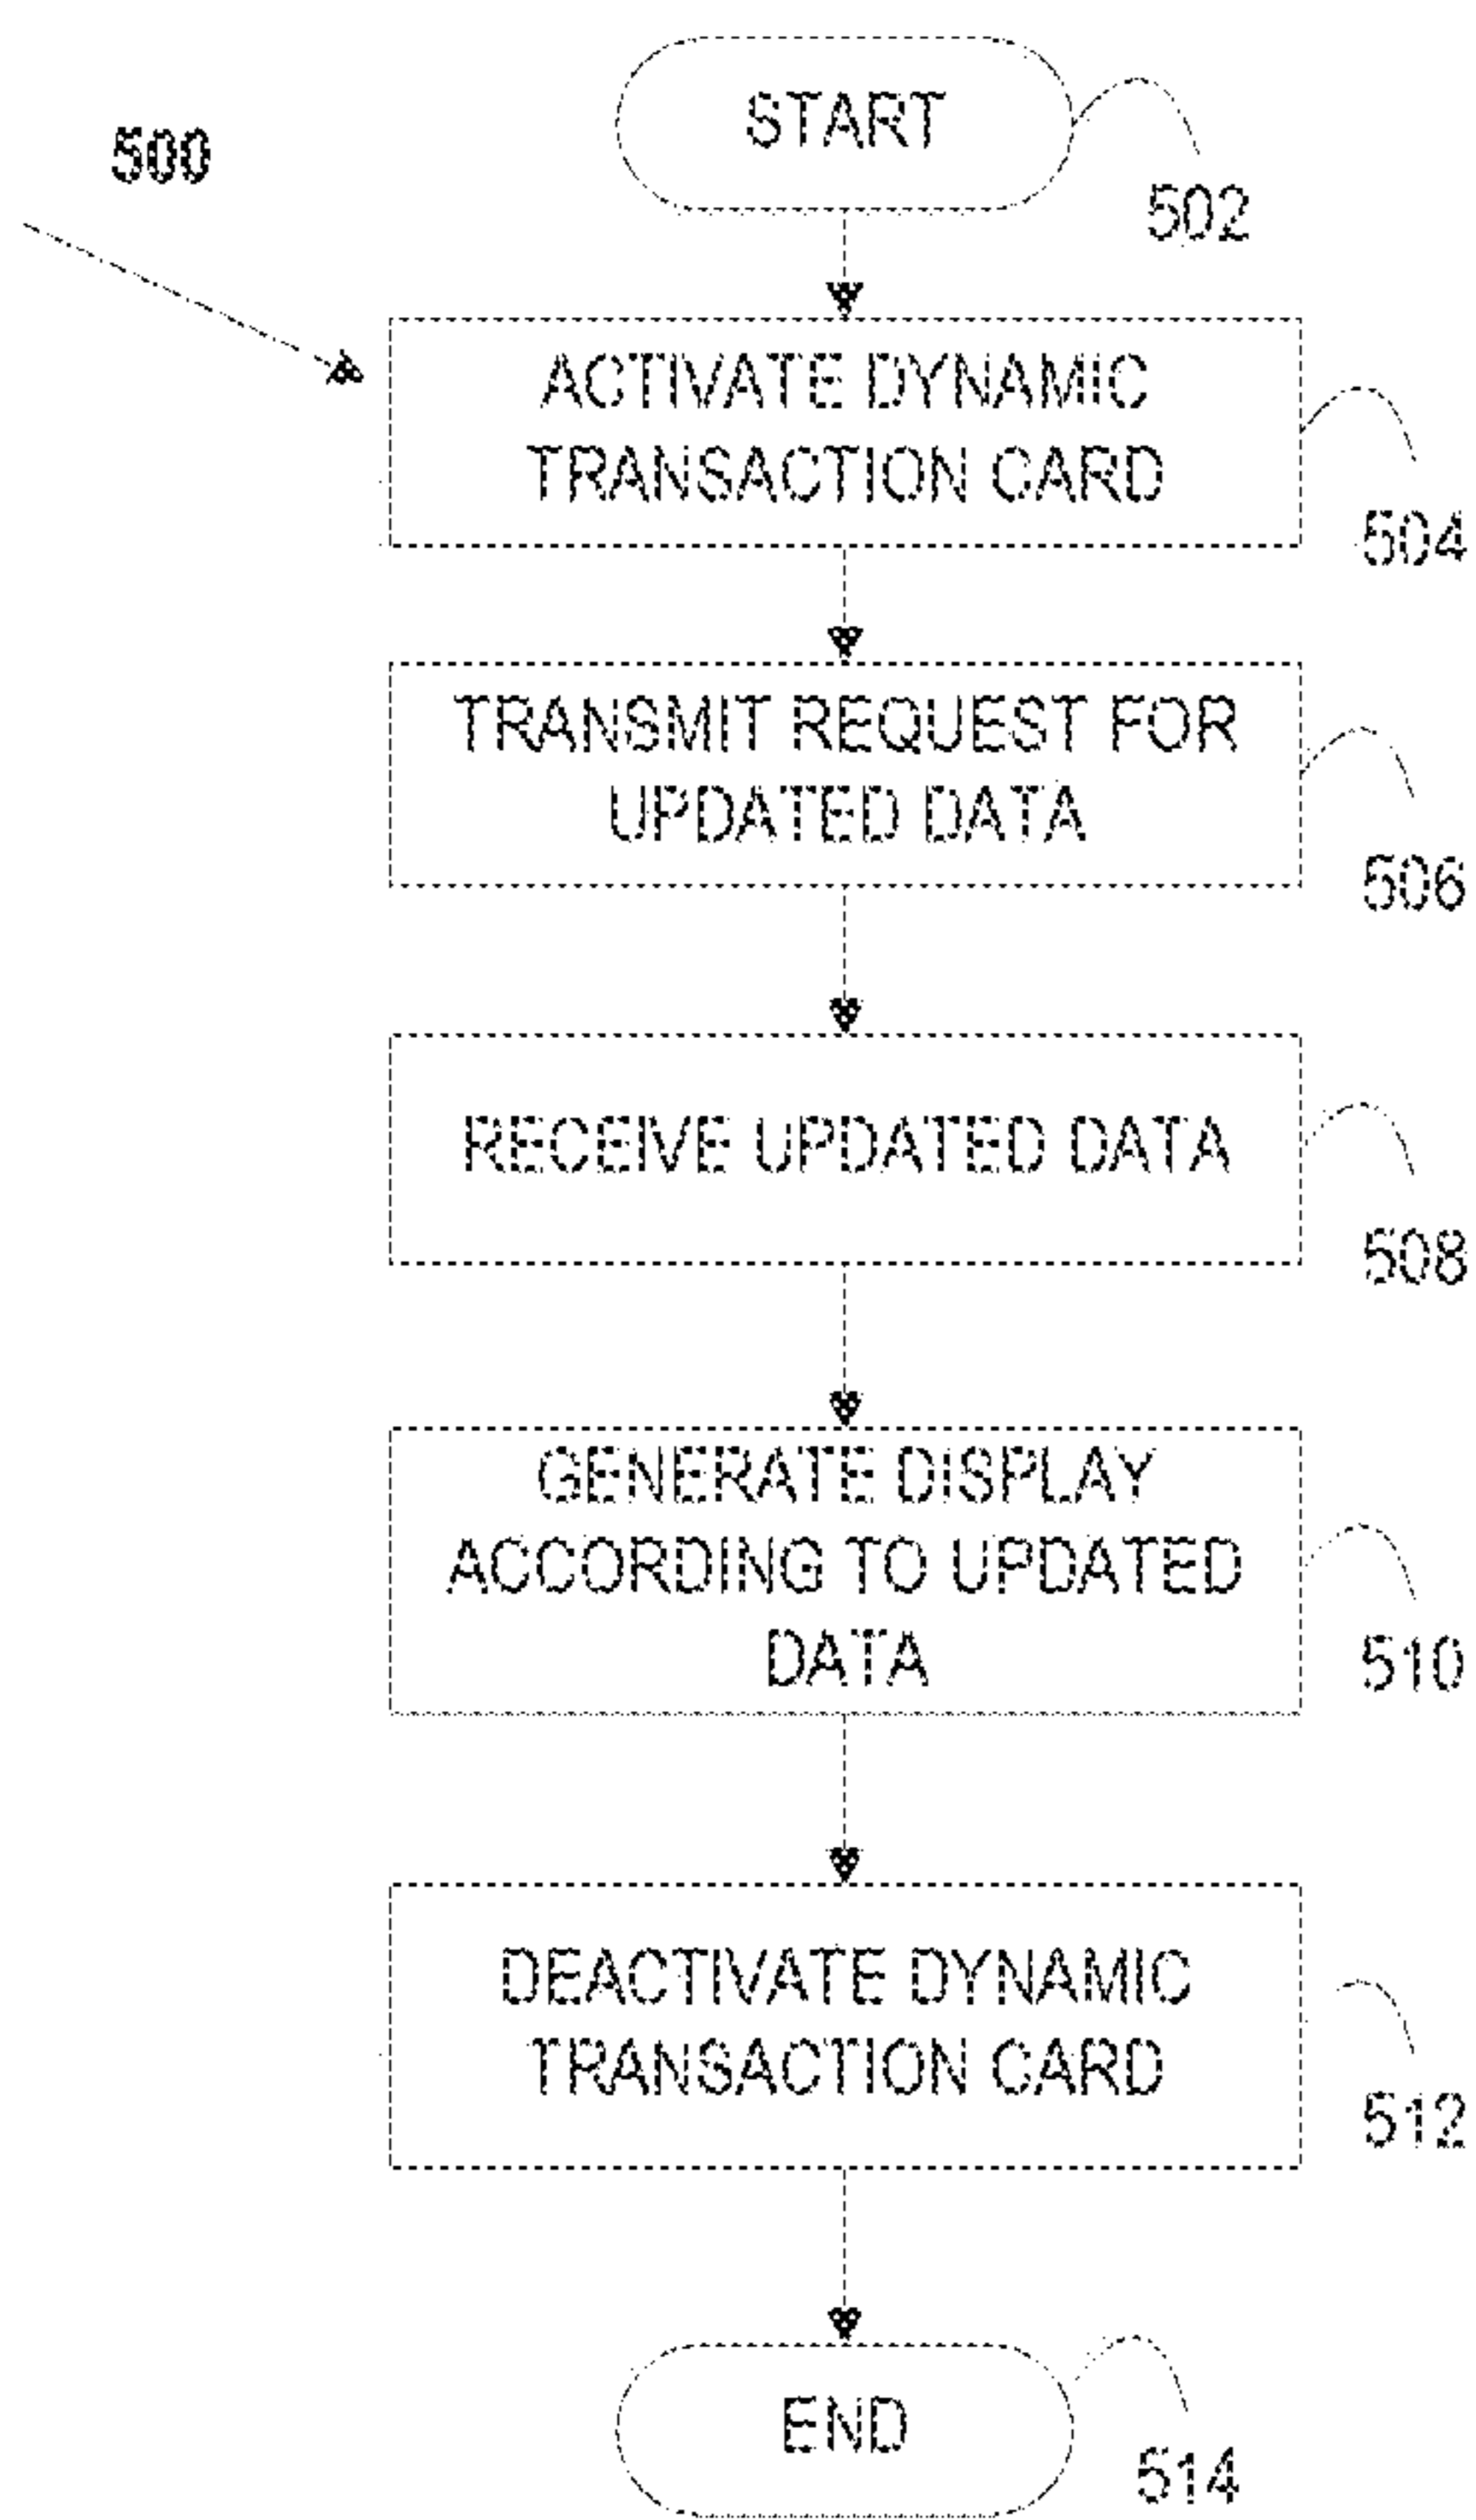 500
START
502
ACTIVATE DYNAMIC
TRANSACTION CARD
504
TRANSMIT REQUEST FOR
UPDATED DATA
506
RECEIVE UPDATED DATA
508
GENERATE DISPLAY
ACCORDING TO UPDATED
DATA
510
DEACTIVATE DYNAMIC
TRANSACTION CARD
512
END
514